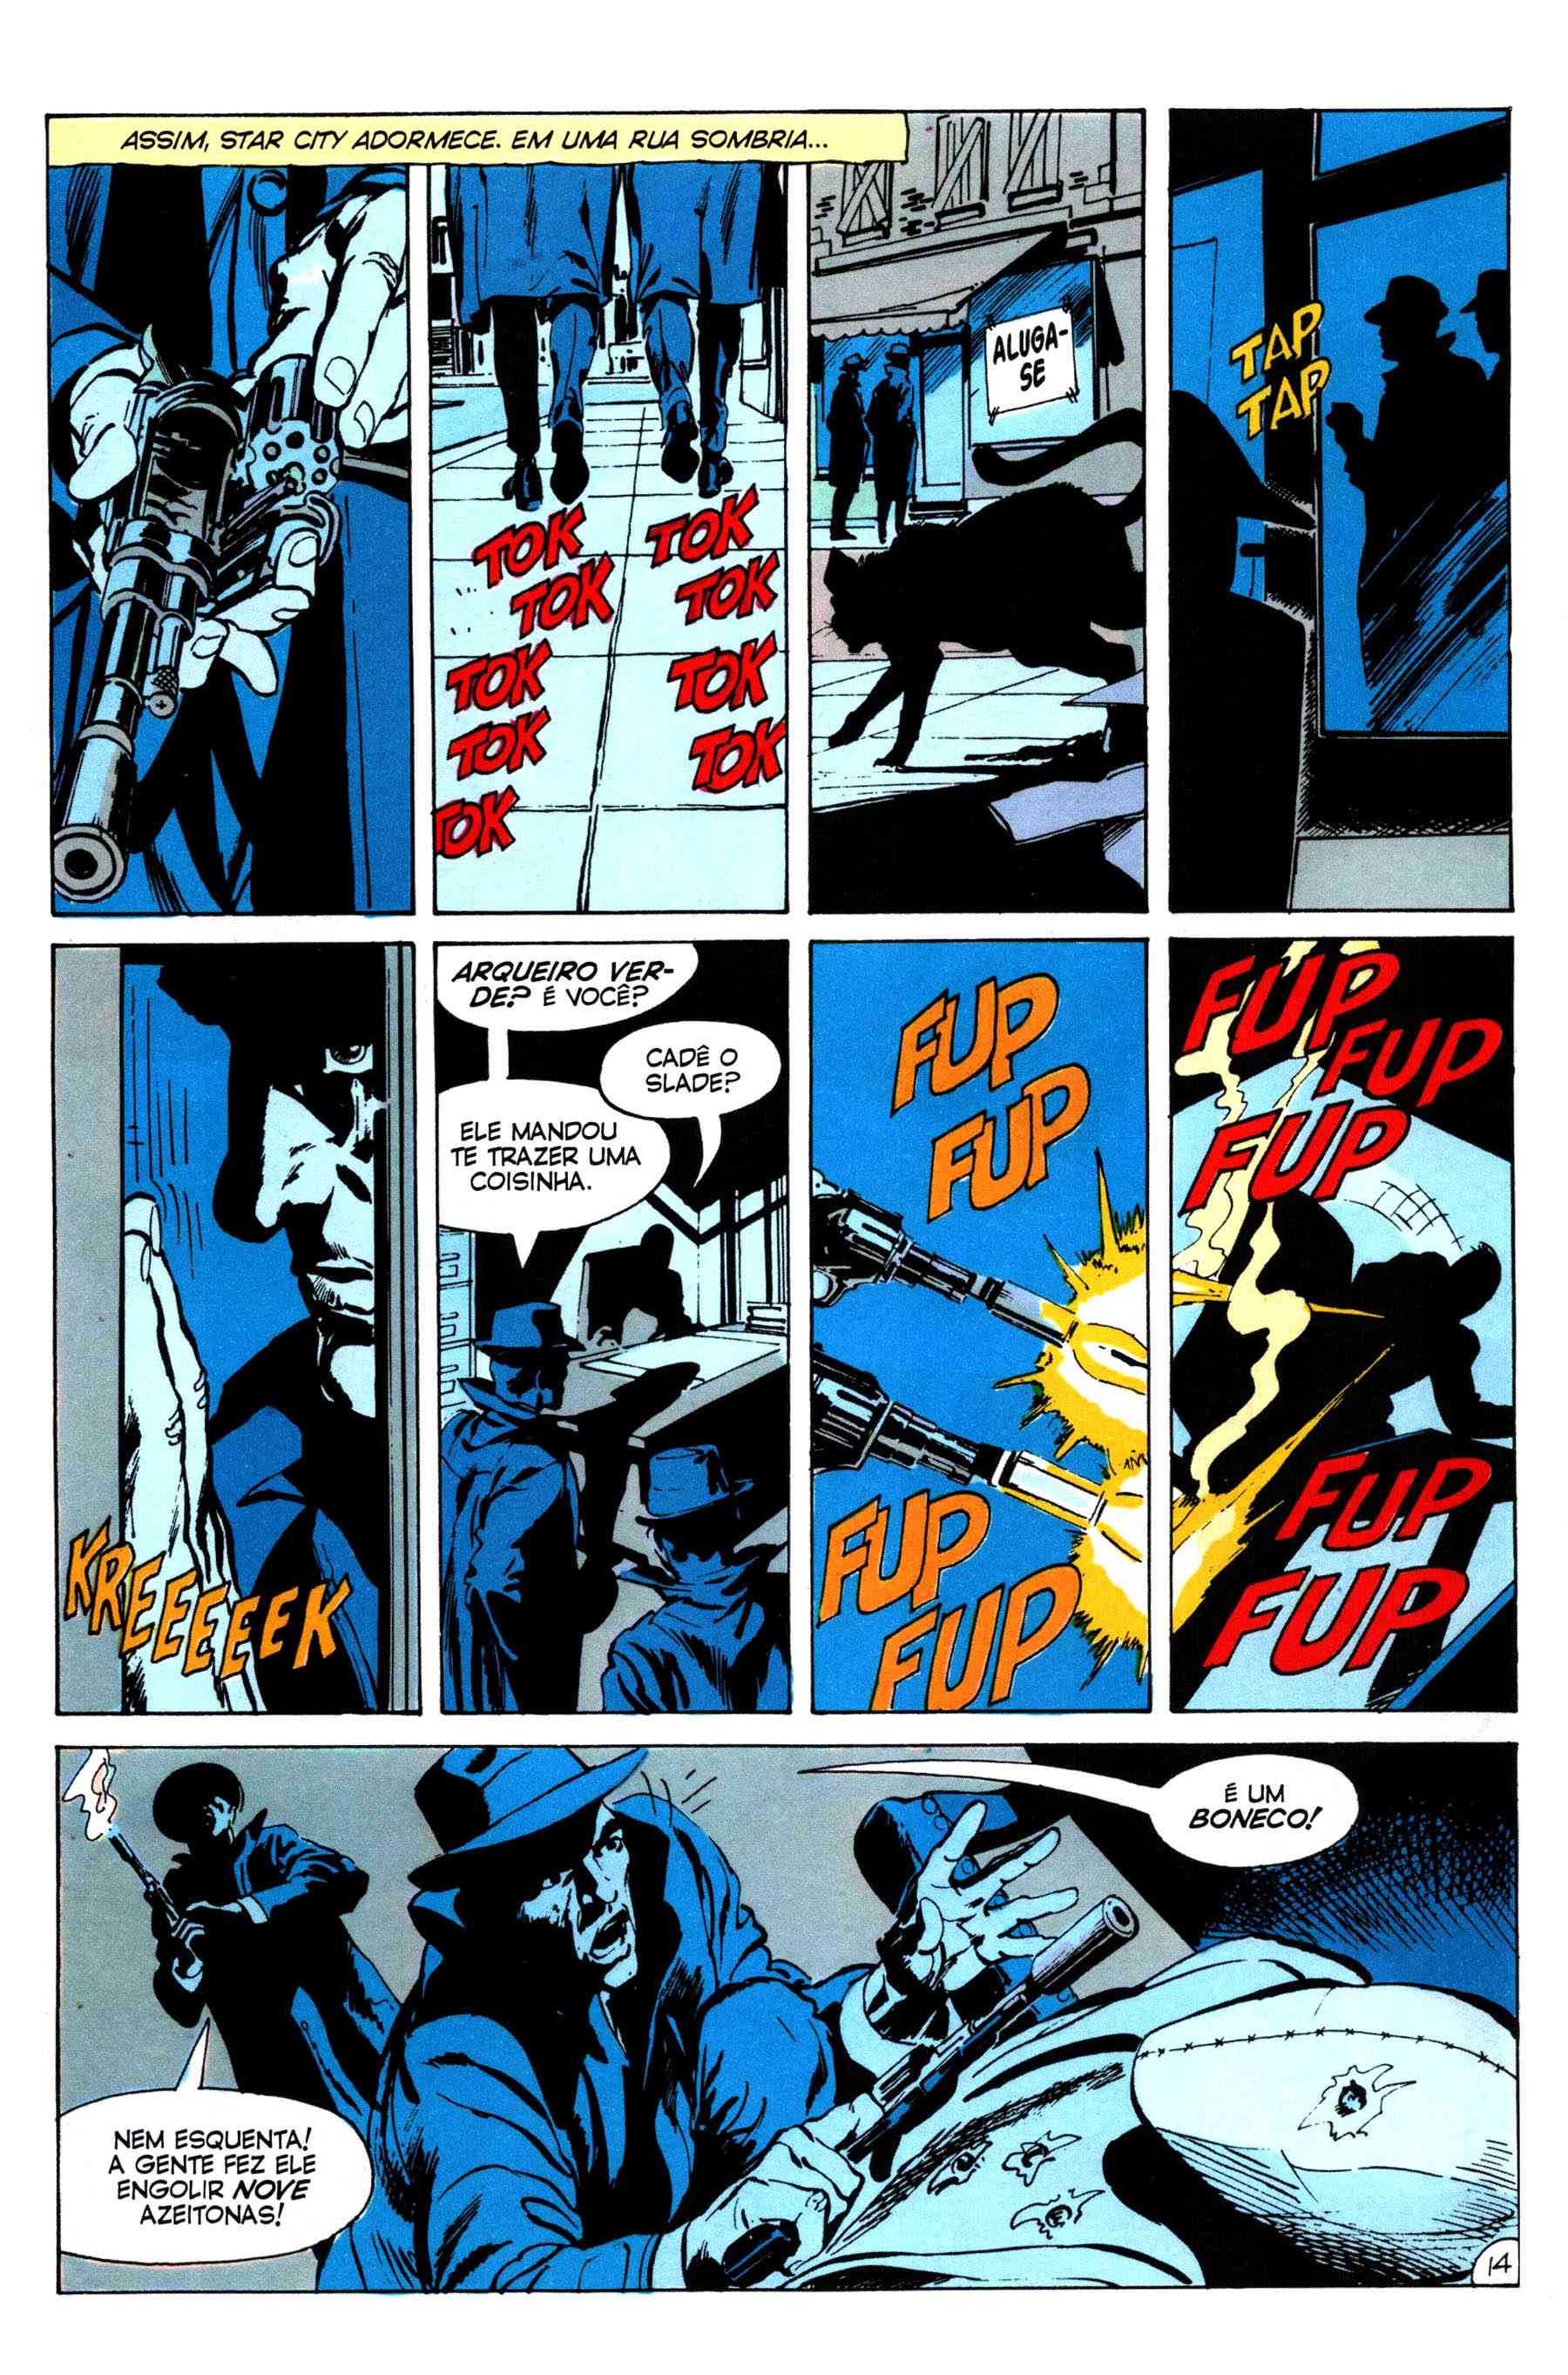 ASSIM, STAR CITY ADORMECE. EM UMA RUA SOMBRIA...
TOK
TOK
TOK
TOK
TOK
TOK
TOK
TOK
TOK
ALUGA-
SE
TAP
TAP
KREEEEEEK
ARQUEIRO VER-
DE? É VOCÊ?
CADÊ O
SLADE?
ELE MANDOU
TE TRAZER UMA
COISINHA.
FUP
FUP
FUP
FUP
FUP
FUP
FUP
FUP
FUP
É UM
BONECO!
NEM ESQUENTA!
A GENTE FEZ ELE
ENGOLIR NOVE
AZEITONAS!
14